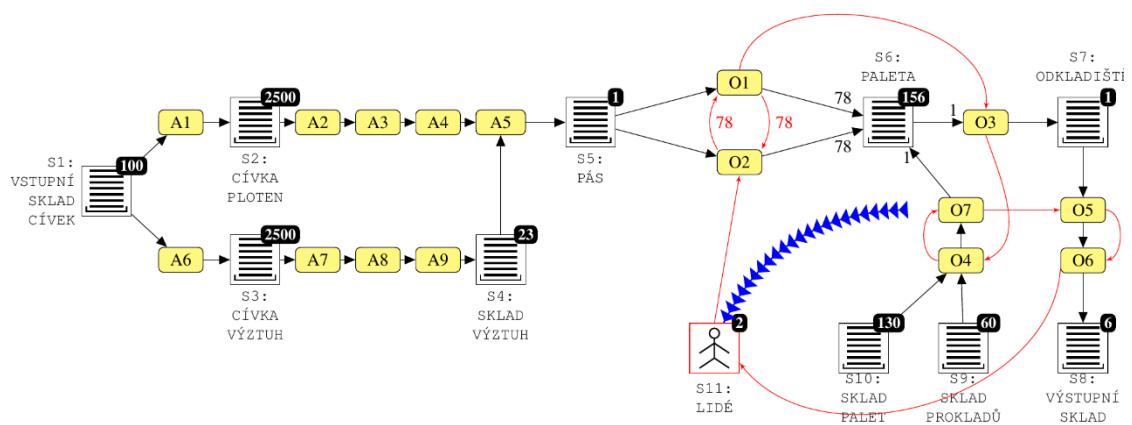 S6:
PALETA
S7:
ODKLADIŠTĚ
S1:
VSTUPNÍ
SKLAD
CÍVEK
100
A1
2500
S2:
CÍVKA
PLOTEN
A2
A3
A4
A5
1
S5:
PÁS
O1
78
78
O2
78
78
156
1
1
O3
1
A6
2500
S3:
CÍVKA
VÝZTUH
A7
A8
A9
23
S4:
SKLAD
VÝZTUH
O7
O4
O5
O6
2
S11:
LIDÉ
130
S10:
SKLAD
PALET
60
S9:
SKLAD
PROKLADŮ
6
S8:
VÝSTUPNÍ
SKLAD